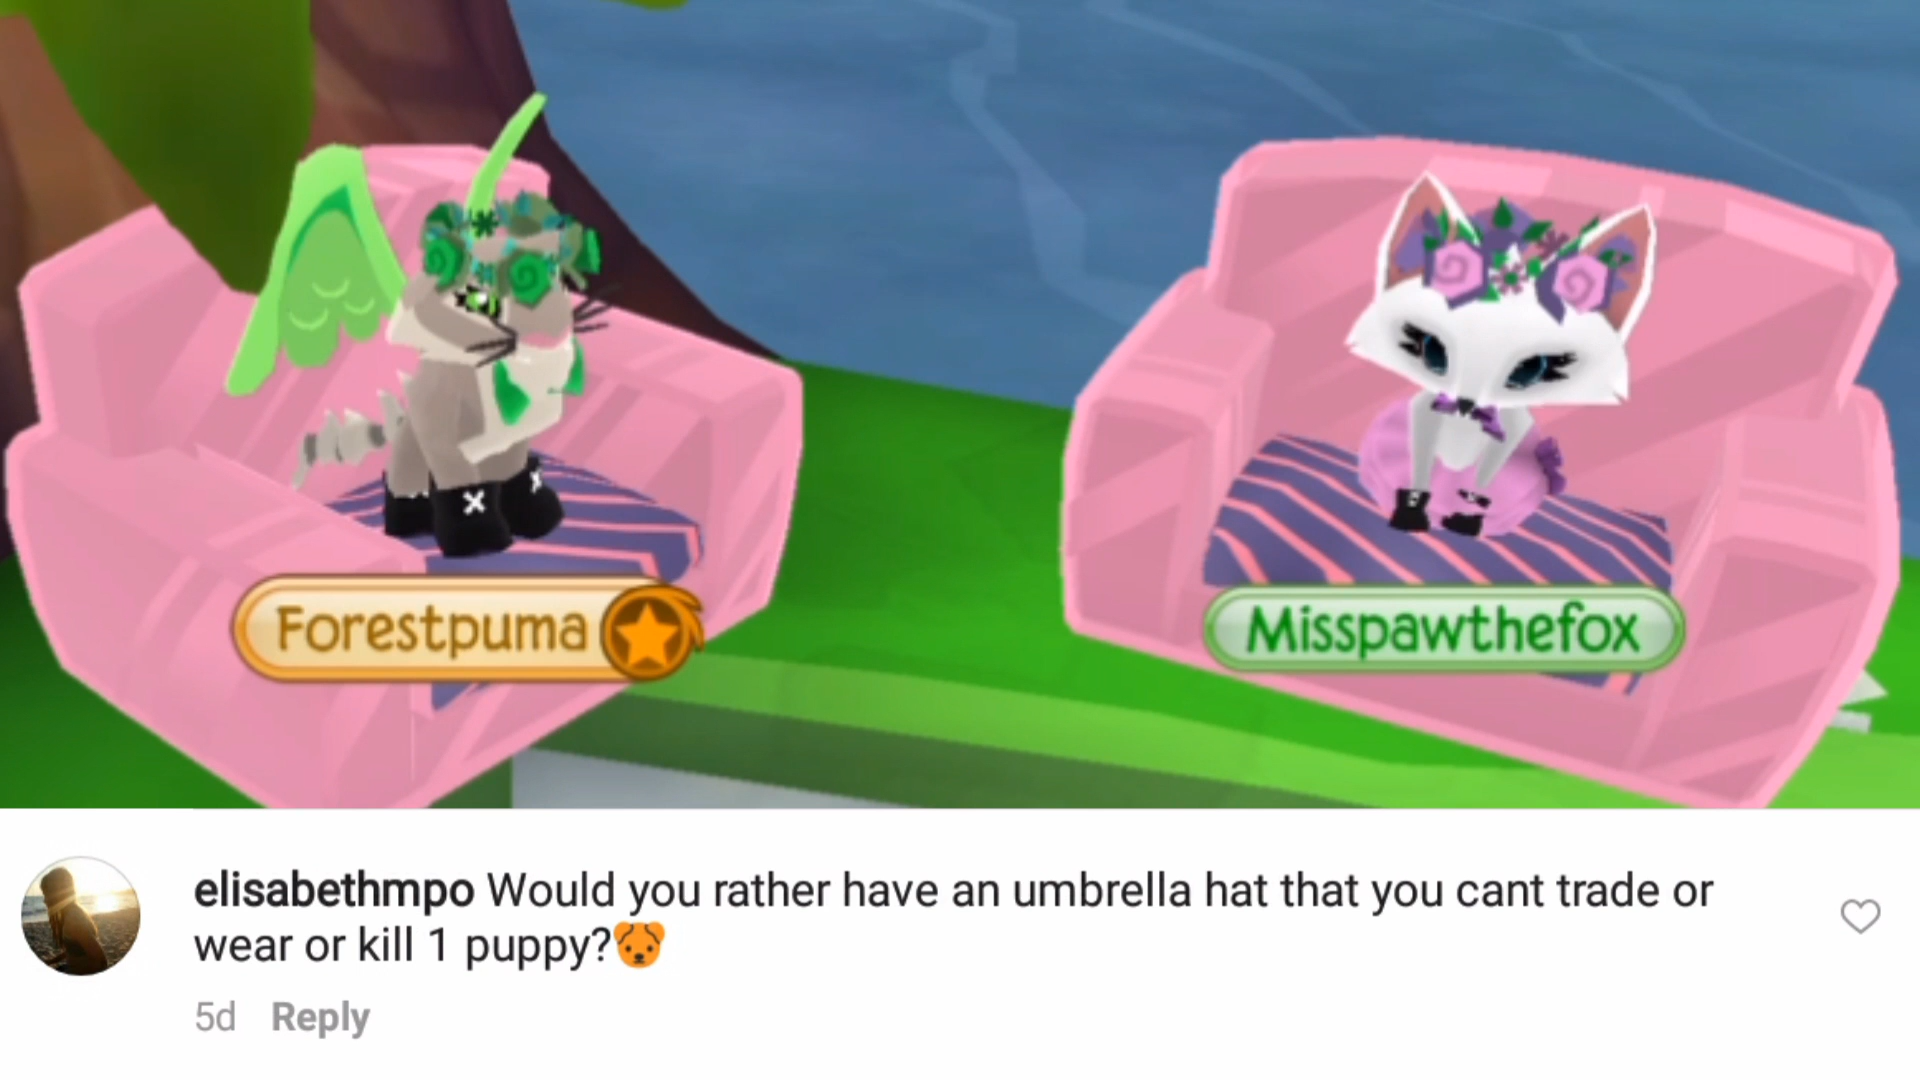 Forestpuma
Misspawthefox
elisabethmpo Would you rather have an umbrella hat that you cant trade or
wear or kill 1 puppy?🐶
5d Reply